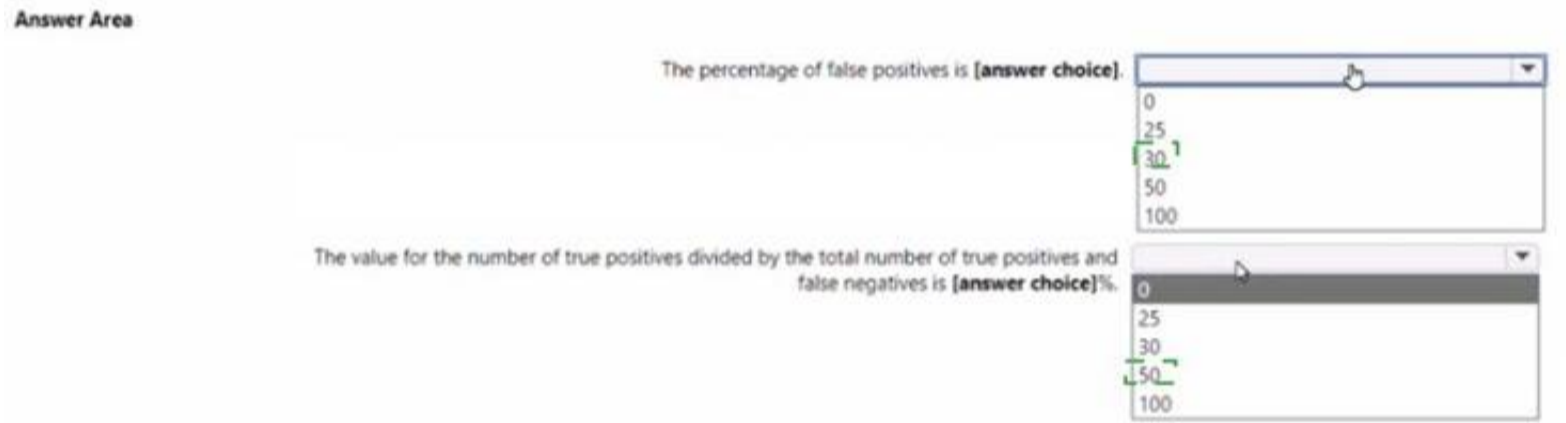 Answer Area
The percentage of false positives is [answer choice].
0
25
30
50
100
The value for the number of true positives divided by the total number of true positives and
false negatives is [answer choice]%.
0
25
30
50
100